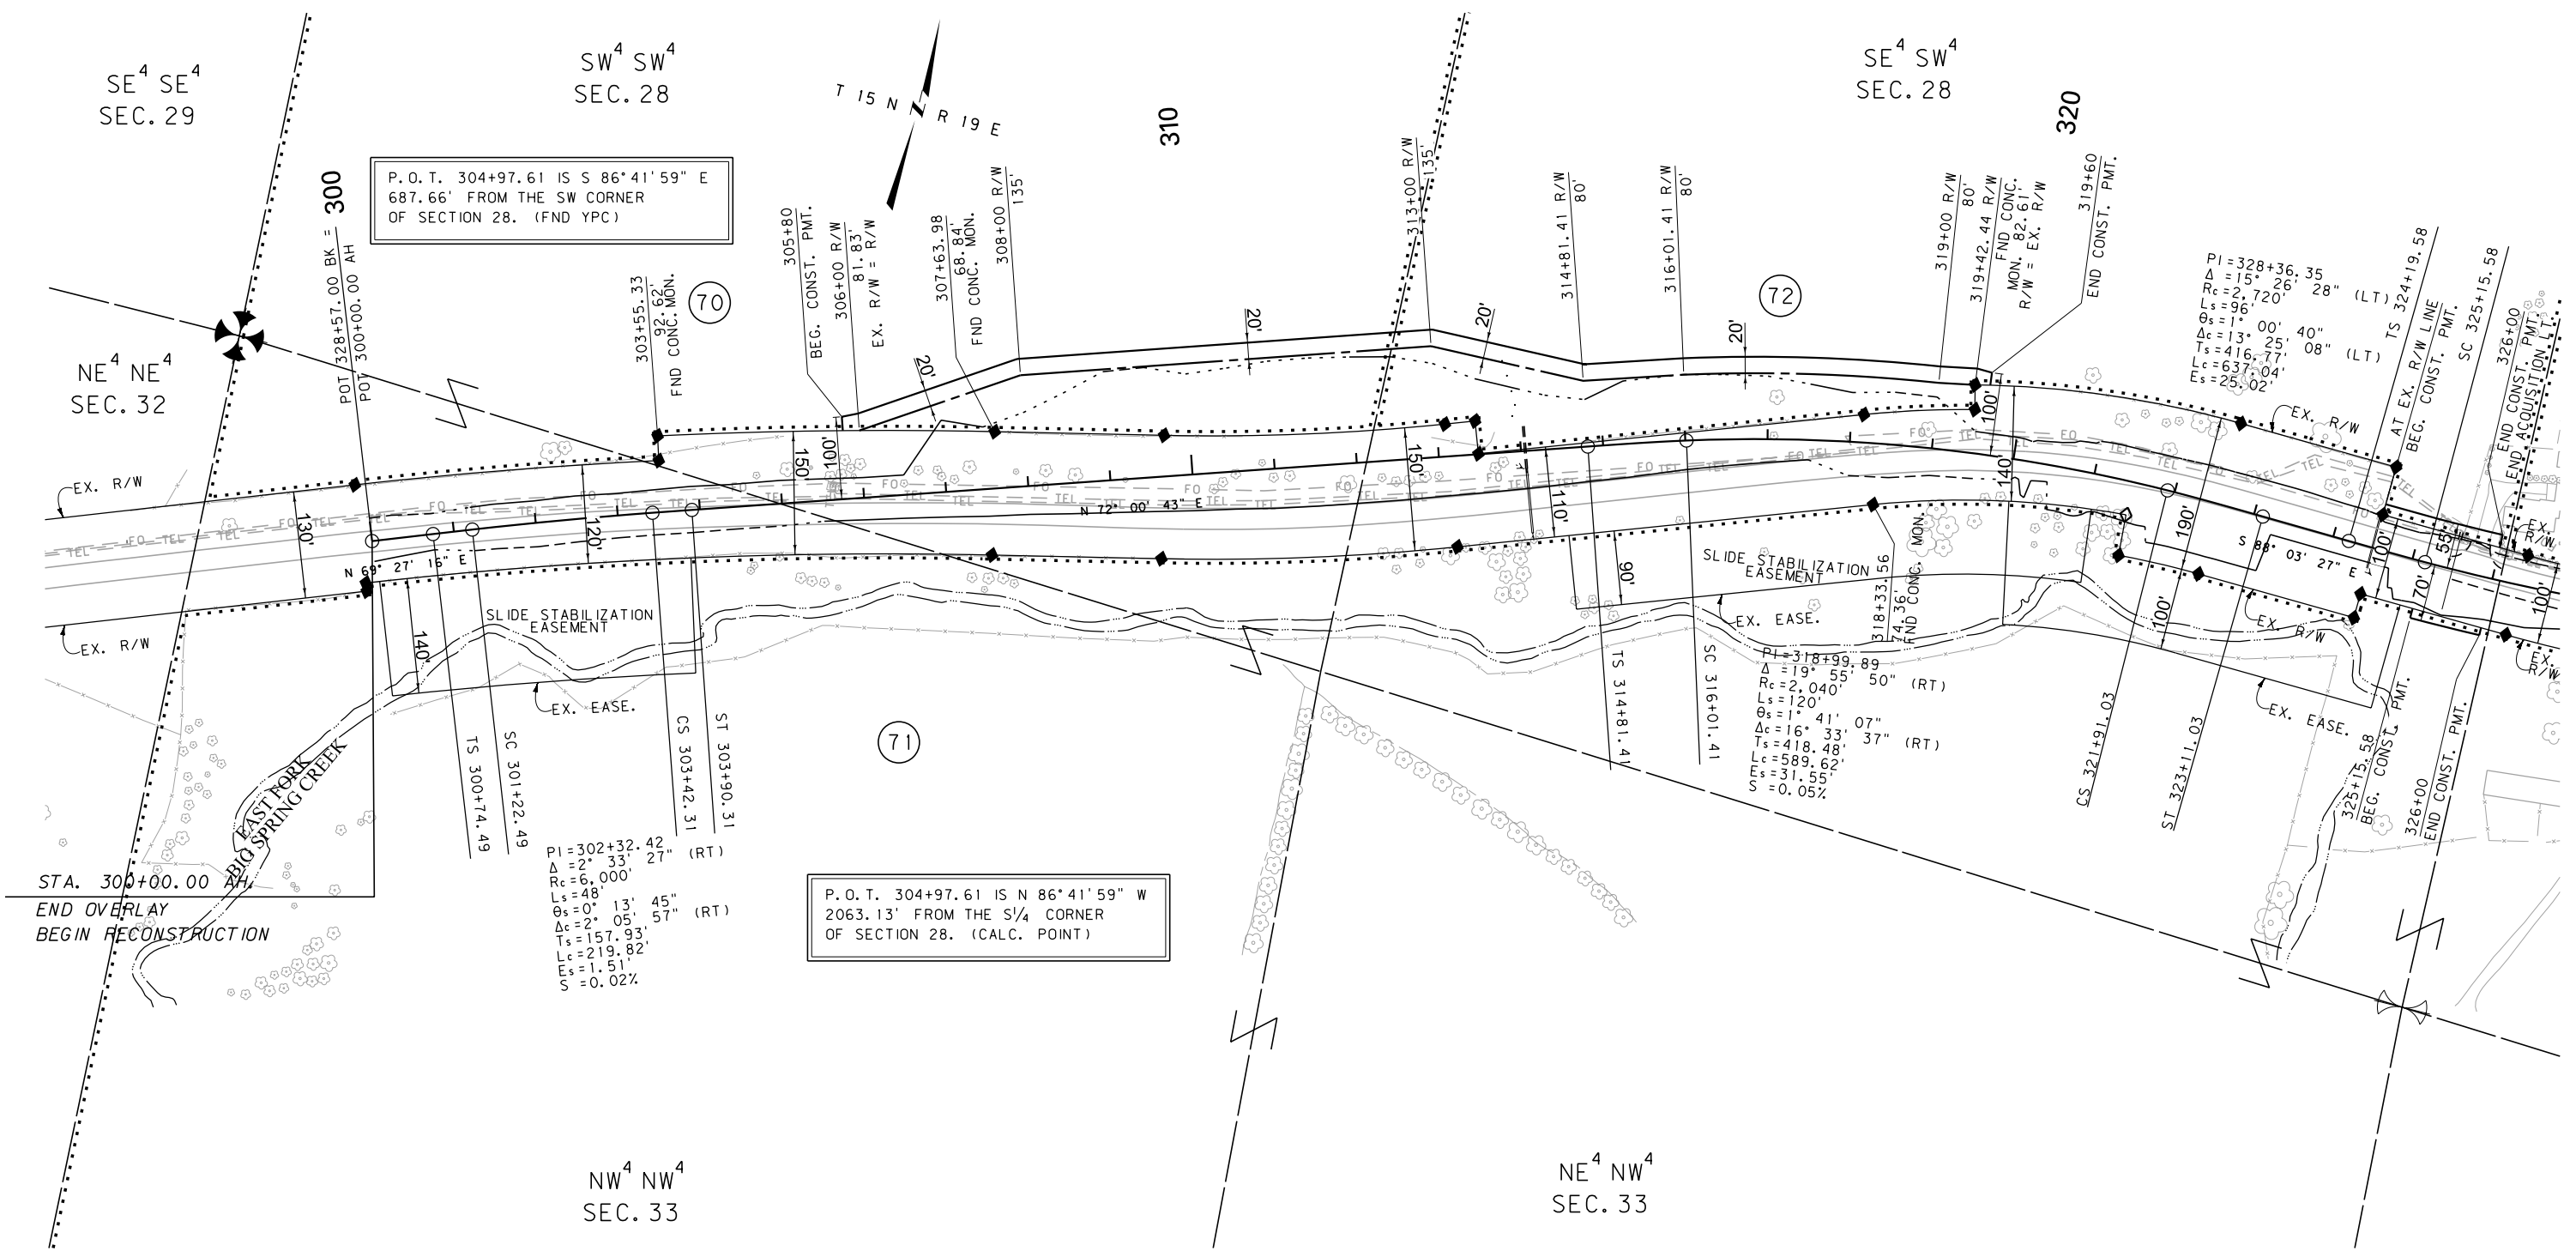 SE4 SE4
SEC. 29
SW4 SW4
SEC. 28
T 15 N
R 19 E
310
SE4 SW4
SEC. 28
320
NE4 NE4
SEC. 32
300
POT 328+57.00 BK =
POT 300+00.00 AH
P.O.T. 304+97.61 IS S 86°41'59" E
687.66' FROM THE SW CORNER
OF SECTION 28. (FND YPC)
303+55.33
92.62'
FND CONC. MON.
70
305+80
BEG. CONST. PMT.
306+00 R/W
81.83'
EX. R/W = R/W
307+63.98
68.84'
FND CONC. MON.
308+00 R/W
135'
313+00 R/W
135'
314+81.41 R/W
80'
316+01.41 R/W
80'
72
319+00 R/W
80'
319+42.44 R/W
FND CONC.
MON. 82.61'
R/W = EX. R/W
319+60
END CONST. PMT.
PI=328+36.35
Δ =15° 26' 28" (LT)
Rc=2,720'
Ls=96'
θs=1° 00' 40"
Δc=13° 25' 08" (LT)
Ts=416.77'
Lc=637.04'
Es=25.02'
TS 324+19.58
AT EX. R/W LINE
BEG. CONST. PMT.
SC 325+15.58
326+00
END CONST. PMT.
END ACQUISITION LT.
20'
20'
20'
20'
EX. R/W
EX. R/W
EX. R/W
EX. R/W
EX. R/W
EX. R/W
130'
120'
150'
100'
150'
110'
100'
140'
190'
100'
100'
55'
70'
100'
90'
140'
FO
TEL
FO
TEL
FO
TEL
FO
TEL
FO
TEL
FO
TEL
N 69° 27' 16" E
N 72° 00' 43" E
S 88° 03' 27" E
SLIDE STABILIZATION
EASEMENT
SLIDE STABILIZATION
EASEMENT
EX. EASE.
EX. EASE.
EX. EASE.
318+33.56
74.36'
FND CONC. MON.
TS 300+74.49
SC 301+22.49
CS 303+42.31
ST 303+90.31
71
TS 314+81.41
SC 316+01.41
PI=318+99.89
Δ =19° 55' 50" (RT)
Rc=2,040'
Ls=120'
θs=1° 41' 07"
Δc=16° 33' 37" (RT)
Ts=418.48'
Lc=589.62'
Es=31.55'
S =0.05%
CS 321+91.03
ST 323+11.03
325+15.58
BEG. CONST. PMT.
326+00
END CONST. PMT.
EAST FORK
BIG SPRING CREEK
STA. 300+00.00 AH.
END OVERLAY
BEGIN RECONSTRUCTION
PI=302+32.42
Δ =2° 33' 27" (RT)
Rc=6,000'
Ls=48'
θs=0° 13' 45"
Δc=2° 05' 57" (RT)
Ts=157.93'
Lc=219.82'
Es=1.51'
S =0.02%
P.O.T. 304+97.61 IS N 86°41'59" W
2063.13' FROM THE S1/4 CORNER
OF SECTION 28. (CALC. POINT)
NW4 NW4
SEC. 33
NE4 NW4
SEC. 33